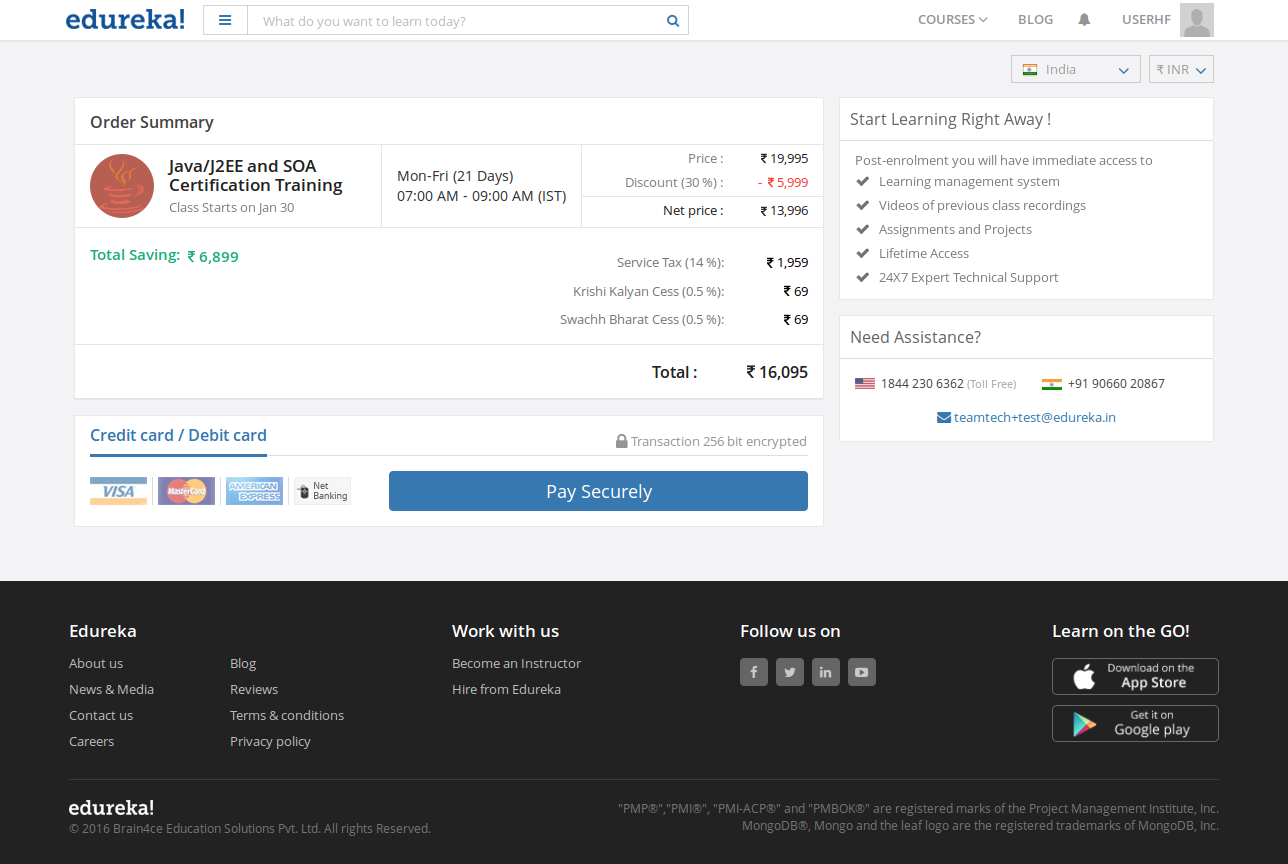 edureka!
What do you want to learn today?
COURSES
BLOG
USERHF
India
₹ INR
Order Summary
Java/J2EE and SOA
Certification Training
Class Starts on Jan 30
Mon-Fri (21 Days)
07:00 AM - 09:00 AM (IST)
Price : ₹ 19,995
Discount (30 %) : - ₹ 5,999
Net price : ₹ 13,996
Total Saving: ₹ 6,899
Service Tax (14 %): ₹ 1,959
Krishi Kalyan Cess (0.5 %): ₹ 69
Swachh Bharat Cess (0.5 %): ₹ 69
Total : ₹ 16,095
Credit card / Debit card
Transaction 256 bit encrypted
VISA
MasterCard
AMERICAN
EXPRESS
Net
Banking
Pay Securely
Start Learning Right Away !
Post-enrolment you will have immediate access to
Learning management system
Videos of previous class recordings
Assignments and Projects
Lifetime Access
24X7 Expert Technical Support
Need Assistance?
1844 230 6362 (Toll Free)
+91 90660 20867
teamtech+test@edureka.in
Edureka
About us
News & Media
Contact us
Careers
Blog
Reviews
Terms & conditions
Privacy policy
Work with us
Become an Instructor
Hire from Edureka
Follow us on
Learn on the GO!
Download on the
App Store
Get it on
Google play
edureka!
© 2016 Brain4ce Education Solutions Pvt. Ltd. All rights Reserved.
"PMP®","PMI®", "PMI-ACP®" and "PMBOK®" are registered marks of the Project Management Institute, Inc.
MongoDB®, Mongo and the leaf logo are the registered trademarks of MongoDB, Inc.